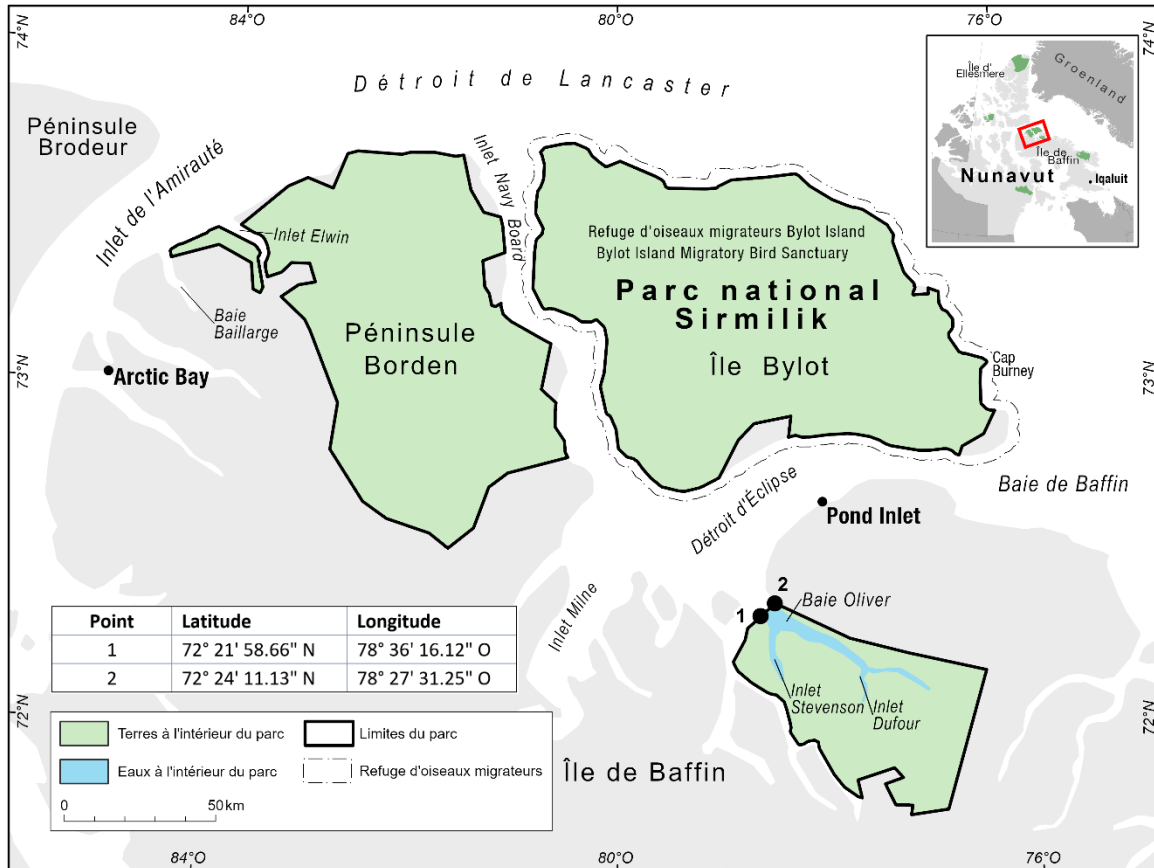 84°O
80°O
76°O
74°N
74°N
Détroit de Lancaster
Île d'
Ellesmere
Groenland
Île de
Baffin
Nunavut
Iqaluit
Péninsule
Brodeur
Inlet de l'Amirauté
Inlet Navy Board
Inlet Elwin
Refuge d'oiseaux migrateurs Bylot Island
Bylot Island Migratory Bird Sanctuary
Parc national
Sirmilik
Île Bylot
Baie
Baillarge
Péninsule
Borden
Cap
Burney
73°N
73°N
Arctic Bay
Baie de Baffin
Détroit d'Éclipse
Pond Inlet
Inlet Milne
2
1
Baie Oliver
Inlet
Stevenson
Inlet
Dufour
Point Latitude Longitude
1 72° 21' 58.66" N 78° 36' 16.12" O
2 72° 24' 11.13" N 78° 27' 31.25" O
72°N
72°N
Terres à l'intérieur du parc Limites du parc
Eaux à l'intérieur du parc Refuge d'oiseaux migrateurs
0 50 km
Île de Baffin
84°O
80°O
76°O